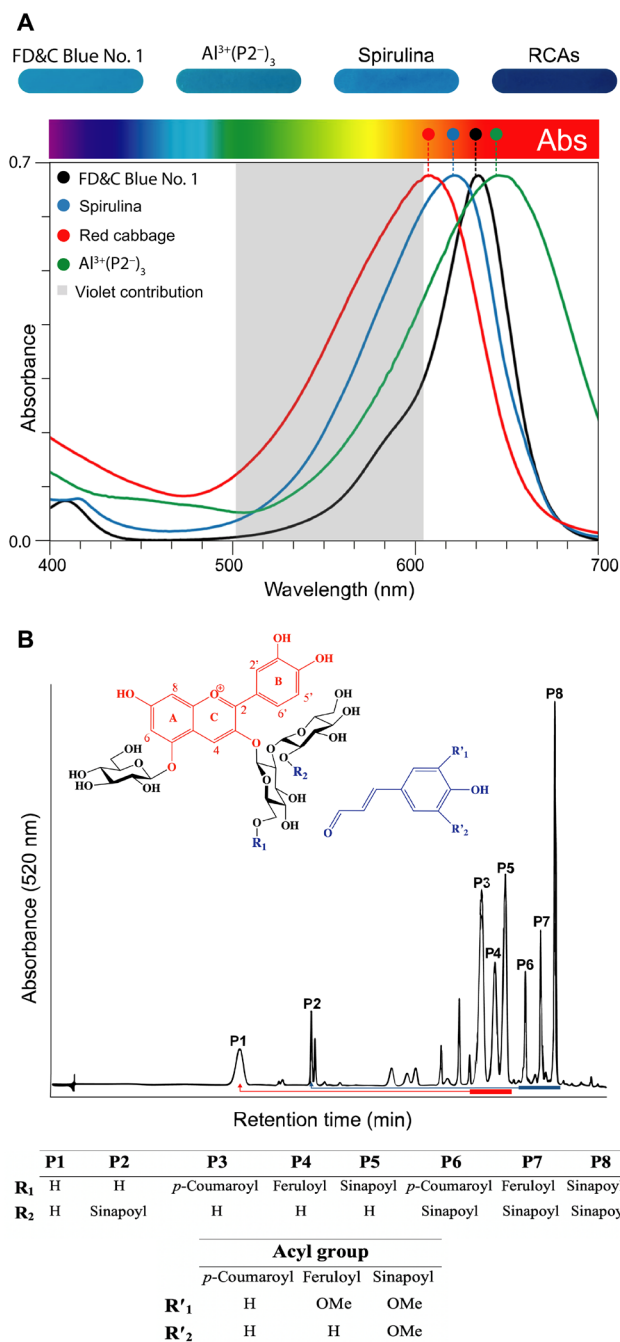 A
FD&C Blue No. 1 Al³⁺(P2²⁻)₃ Spirulina RCAs
Abs
0.7
FD&C Blue No. 1
Spirulina
Red cabbage
Al³⁺(P2²⁻)₃
Violet contribution
Absorbance
0.0
400 500 600 700
Wavelength (nm)
B
OH
2' OH
HO 8 O⊕ B
A C 2 5'
6' OH
6 4 O O OH
OH O O OH
HO O O R₂ OH
HO OH O OH
O OH
R₁
R'₁
OH
O R'₂
P8
P5
P3
P7
P4
P6
P2
P1
Absorbance (520 nm)
Retention time (min)
P1 P2 P3 P4 P5 P6 P7 P8
R₁ H H p-Coumaroyl Feruloyl Sinapoyl p-Coumaroyl Feruloyl Sinapoyl
R₂ H Sinapoyl H H H Sinapoyl Sinapoyl Sinapoy
Acyl group
p-Coumaroyl Feruloyl Sinapoyl
R'₁ H OMe OMe
R'₂ H H OMe